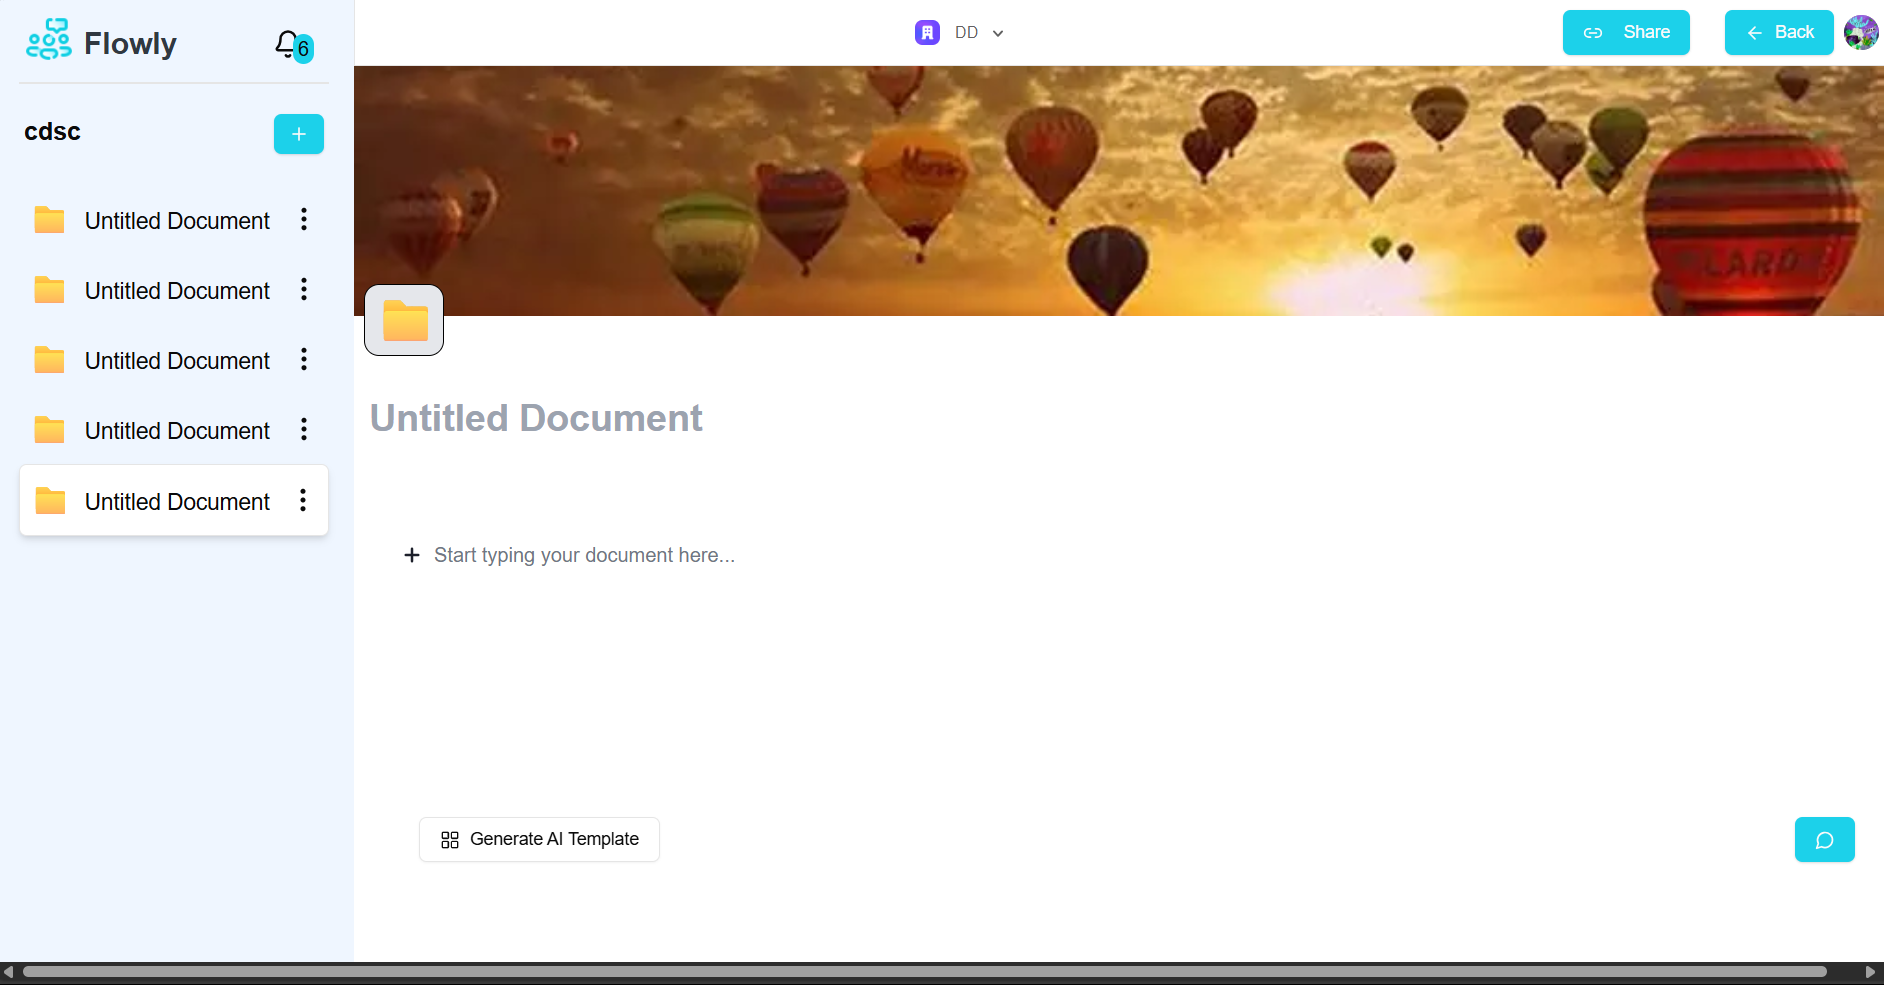 Flowly
6
DD
Share
Back
cdsc
+
Untitled Document
Untitled Document
Untitled Document
Untitled Document
Untitled Document
LARD
Untitled Document
+ Start typing your document here...
Generate AI Template